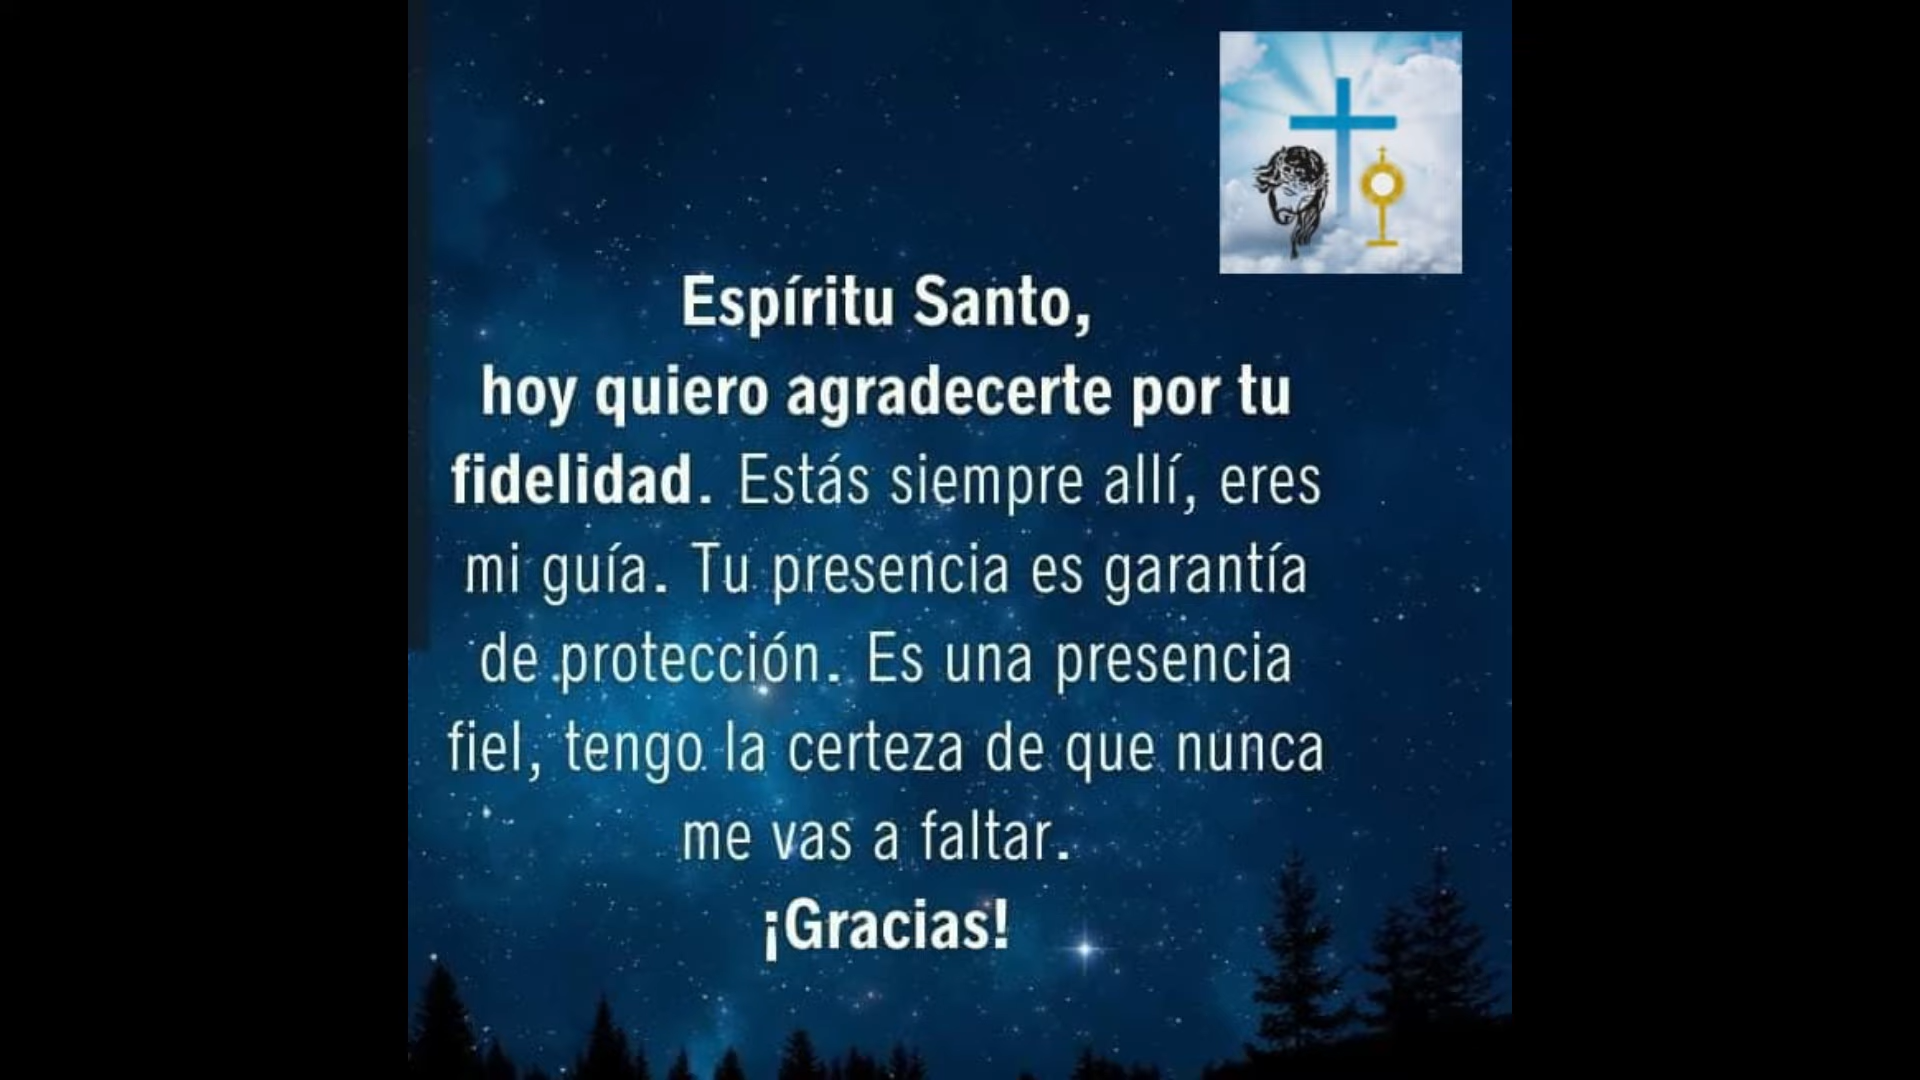 Espíritu Santo,
hoy quiero agradecerte por tu
fidelidad. Estás siempre allí, eres
mi guía. Tu presencia es garantía
de protección. Es una presencia
fiel, tengo la certeza de que nunca
me vas a faltar.
¡Gracias!